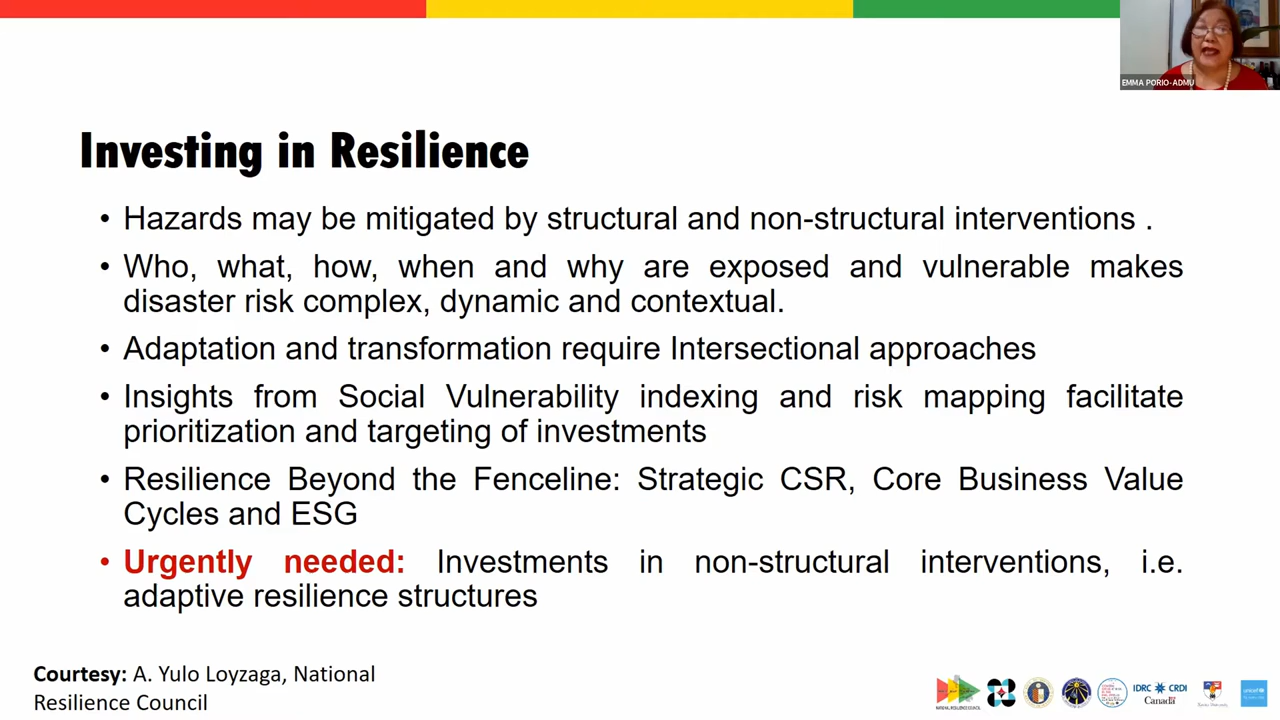 EMMA PORIO-ADMU
Investing in Resilience
• Hazards may be mitigated by structural and non-structural interventions .
• Who, what, how, when and why are exposed and vulnerable makes
disaster risk complex, dynamic and contextual.
• Adaptation and transformation require Intersectional approaches
• Insights from Social Vulnerability indexing and risk mapping facilitate
prioritization and targeting of investments
• Resilience Beyond the Fenceline: Strategic CSR, Core Business Value
Cycles and ESG
• Urgently needed: Investments in non-structural interventions, i.e.
adaptive resilience structures
Courtesy: A. Yulo Loyzaga, National
Resilience Council
IDRC CRDI
Canada
unicef